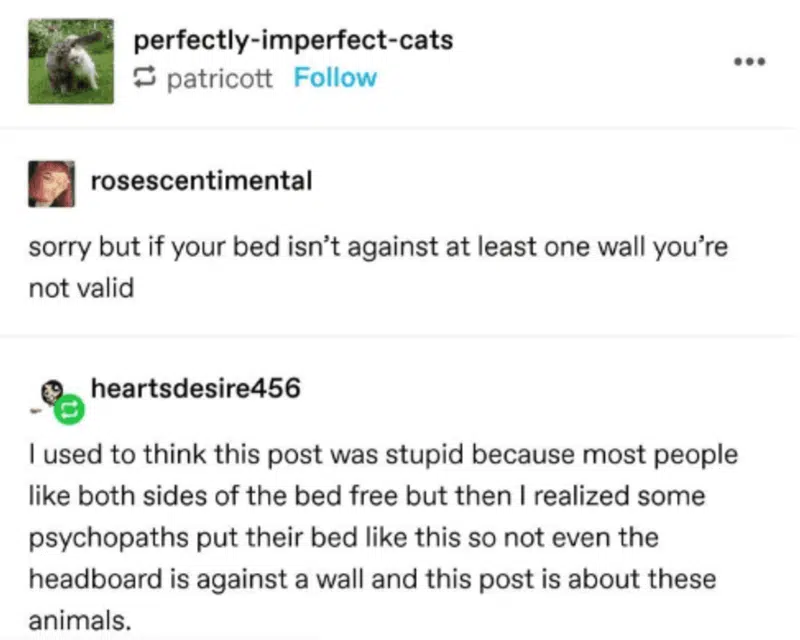 perfectly-imperfect-cats
patricott Follow
rosescentimental
sorry but if your bed isn’t against at least one wall you’re
not valid
heartsdesire456
I used to think this post was stupid because most people
like both sides of the bed free but then I realized some
psychopaths put their bed like this so not even the
headboard is against a wall and this post is about these
animals.